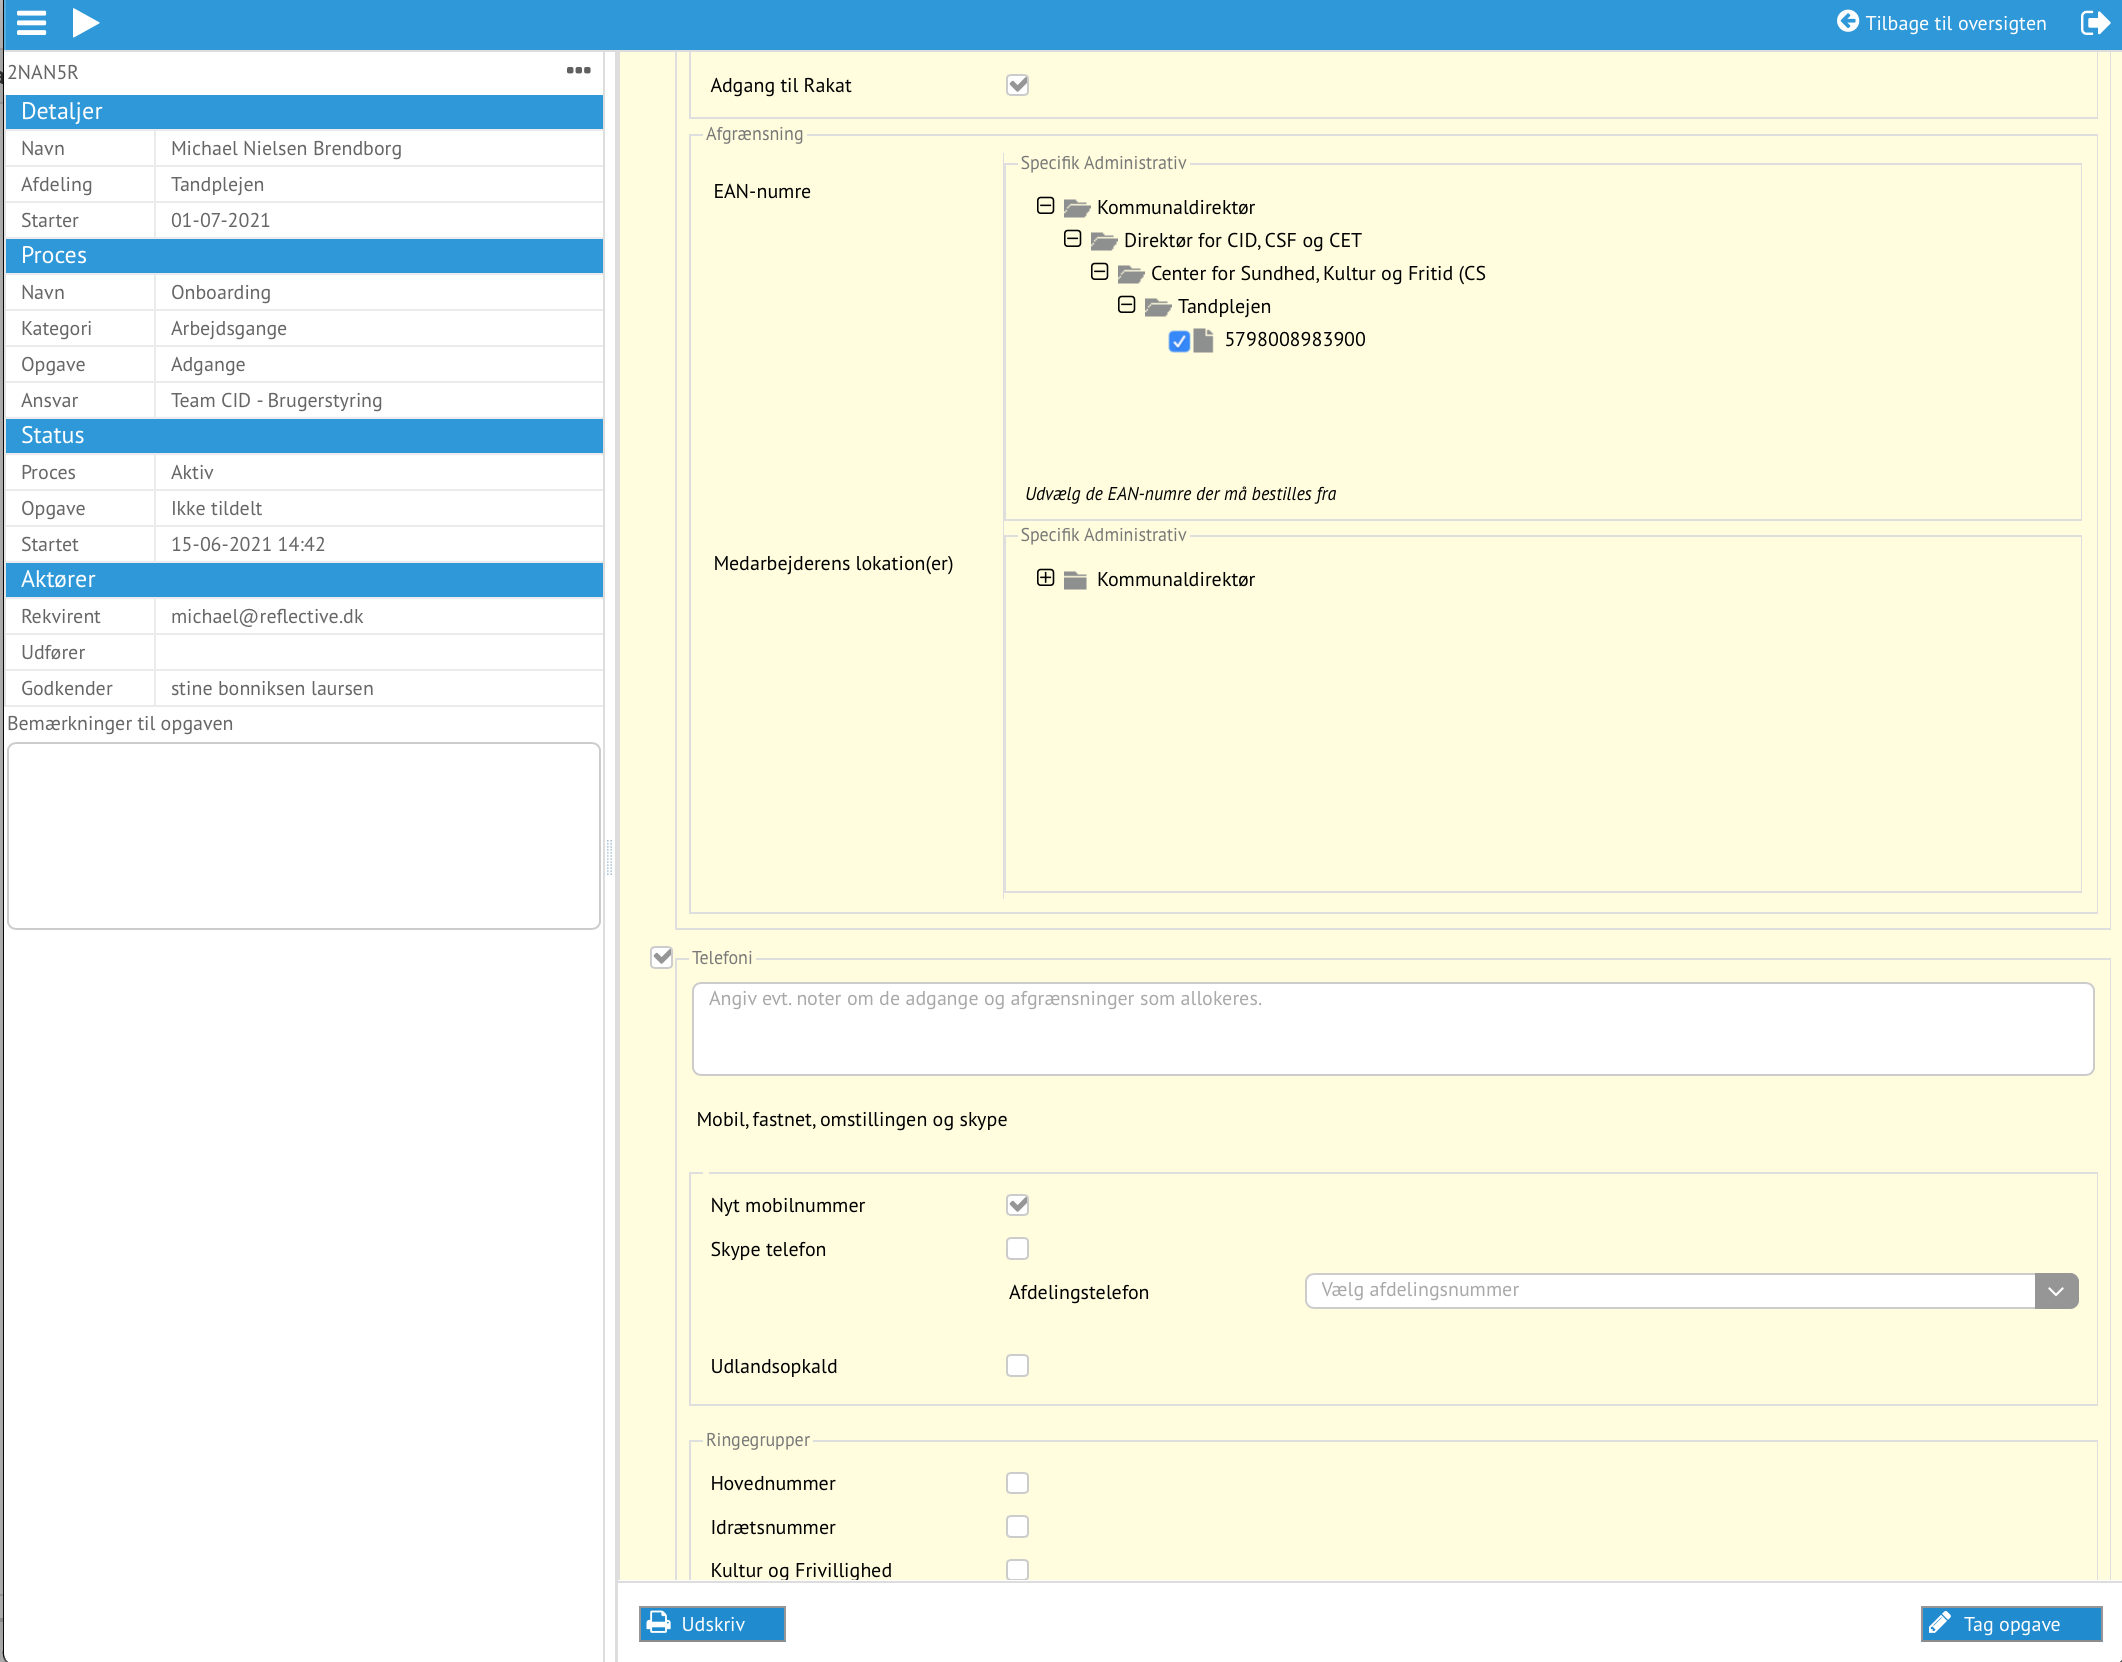 Tilbage til oversigten
2NAN5R
Detaljer
Navn Michael Nielsen Brendborg
Afdeling Tandplejen
Starter 01-07-2021
Proces
Navn Onboarding
Kategori Arbejdsgange
Opgave Adgange
Ansvar Team CID - Brugerstyring
Status
Proces Aktiv
Opgave Ikke tildelt
Startet 15-06-2021 14:42
Aktører
Rekvirent michael@reflective.dk
Udfører
Godkender stine bonniksen laursen
Bemærkninger til opgaven
Adgang til Rakat
Afgrænsning
EAN-numre
Specifik Administrativ
Kommunaldirektør
Direktør for CID, CSF og CET
Center for Sundhed, Kultur og Fritid (CS
Tandplejen
5798008983900
Udvælg de EAN-numre der må bestilles fra
Medarbejderens lokation(er)
Specifik Administrativ
Kommunaldirektør
Telefoni
Angiv evt. noter om de adgange og afgrænsninger som allokeres.
Mobil, fastnet, omstillingen og skype
Nyt mobilnummer
Skype telefon
Afdelingstelefon Vælg afdelingsnummer
Udlandsopkald
Ringegrupper
Hovednummer
Idrætsnummer
Kultur og Frivillighed
Udskriv
Tag opgave